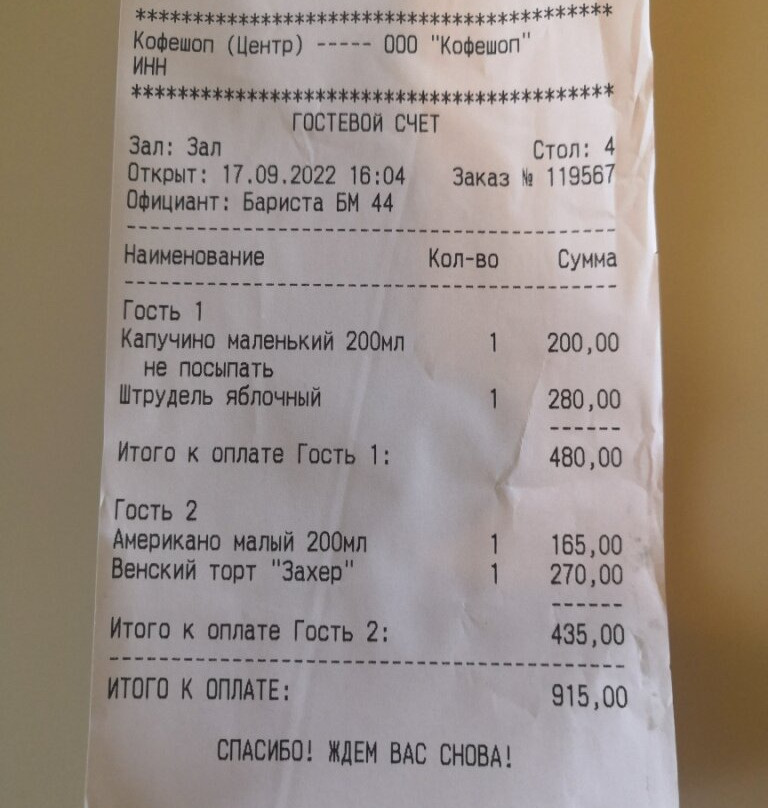 *****************************************
Кофешоп (Центр) ----- ООО "Кофешоп"
ИНН
*****************************************
ГОСТЕВОЙ СЧЕТ
Зал: Зал Стол: 4
Открыт: 17.09.2022 16:04 Заказ № 119567
Официант: Бариста БМ 44
-----------------------------------------
Наименование Кол-во Сумма
-----------------------------------------
Гость 1
Капучино маленький 200мл 1 200,00
не посыпать
Штрудель яблочный 1 280,00
------
Итого к оплате Гость 1: 480,00
Гость 2
Американо малый 200мл 1 165,00
Венский торт "Захер" 1 270,00
------
Итого к оплате Гость 2: 435,00
-----------------------------------------
ИТОГО К ОПЛАТЕ: 915,00
СПАСИБО! ЖДЕМ ВАС СНОВА!